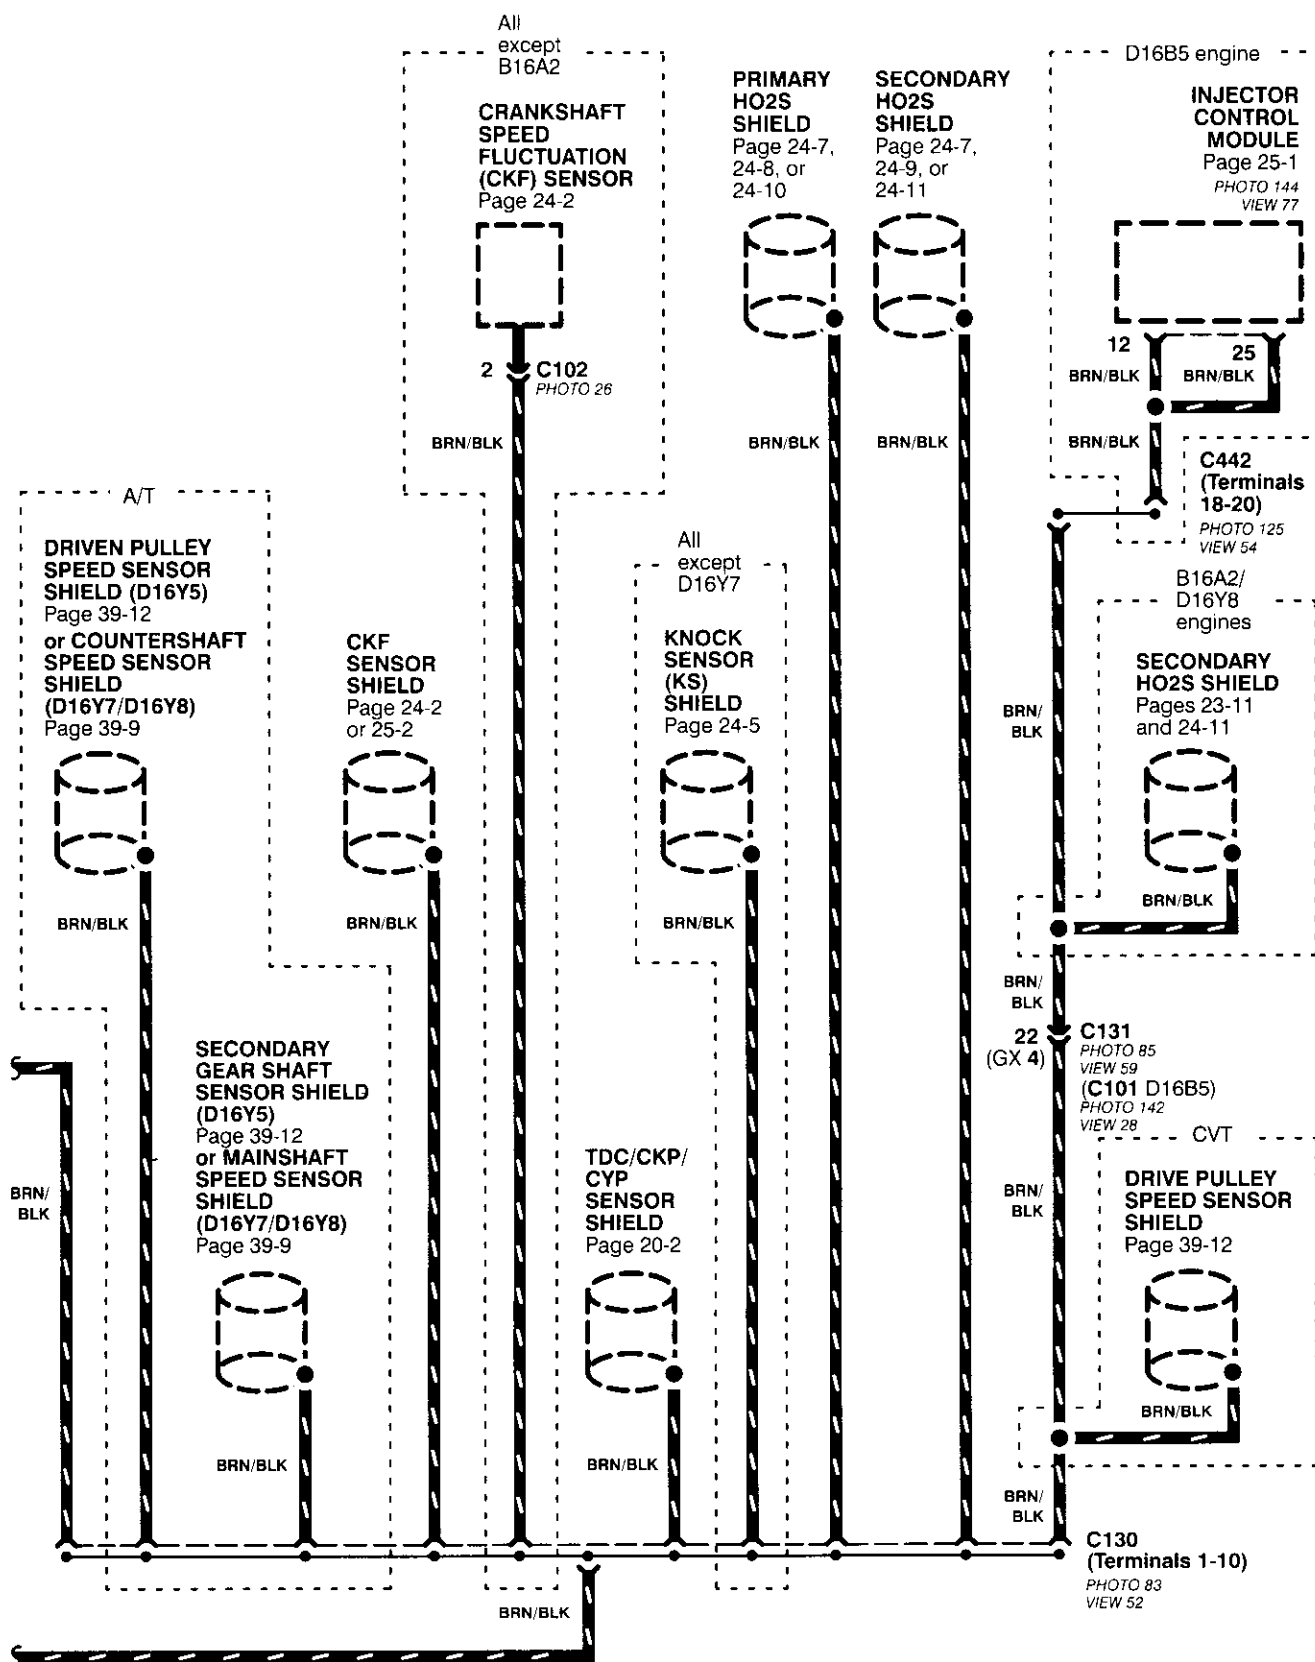 All
except
B16A2
CRANKSHAFT
SPEED
FLUCTUATION
(CKF) SENSOR
Page 24-2
2
C102
PHOTO 26
BRN/BLK
PRIMARY
HO2S
SHIELD
Page 24-7,
24-8, or
24-10
BRN/BLK
SECONDARY
HO2S
SHIELD
Page 24-7,
24-9, or
24-11
BRN/BLK
D16B5 engine
INJECTOR
CONTROL
MODULE
Page 25-1
PHOTO 144
VIEW 77
12
25
BRN/BLK
BRN/BLK
BRN/BLK
C442
(Terminals
18-20)
PHOTO 125
VIEW 54
A/T
DRIVEN PULLEY
SPEED SENSOR
SHIELD (D16Y5)
Page 39-12
or COUNTERSHAFT
SPEED SENSOR
SHIELD
(D16Y7/D16Y8)
Page 39-9
BRN/BLK
CKF
SENSOR
SHIELD
Page 24-2
or 25-2
BRN/BLK
All
except
D16Y7
KNOCK
SENSOR
(KS)
SHIELD
Page 24-5
BRN/BLK
B16A2/
D16Y8
engines
SECONDARY
HO2S SHIELD
Pages 23-11
and 24-11
BRN/
BLK
BRN/BLK
BRN/
BLK
22
(GX 4)
C131
PHOTO 85
VIEW 59
(C101 D16B5)
PHOTO 142
VIEW 28
SECONDARY
GEAR SHAFT
SENSOR SHIELD
(D16Y5)
Page 39-12
or MAINSHAFT
SPEED SENSOR
SHIELD
(D16Y7/D16Y8)
Page 39-9
BRN/
BLK
BRN/BLK
TDC/CKP/
CYP
SENSOR
SHIELD
Page 20-2
BRN/BLK
CVT
DRIVE PULLEY
SPEED SENSOR
SHIELD
Page 39-12
BRN/
BLK
BRN/BLK
BRN/
BLK
C130
(Terminals 1-10)
PHOTO 83
VIEW 52
BRN/BLK